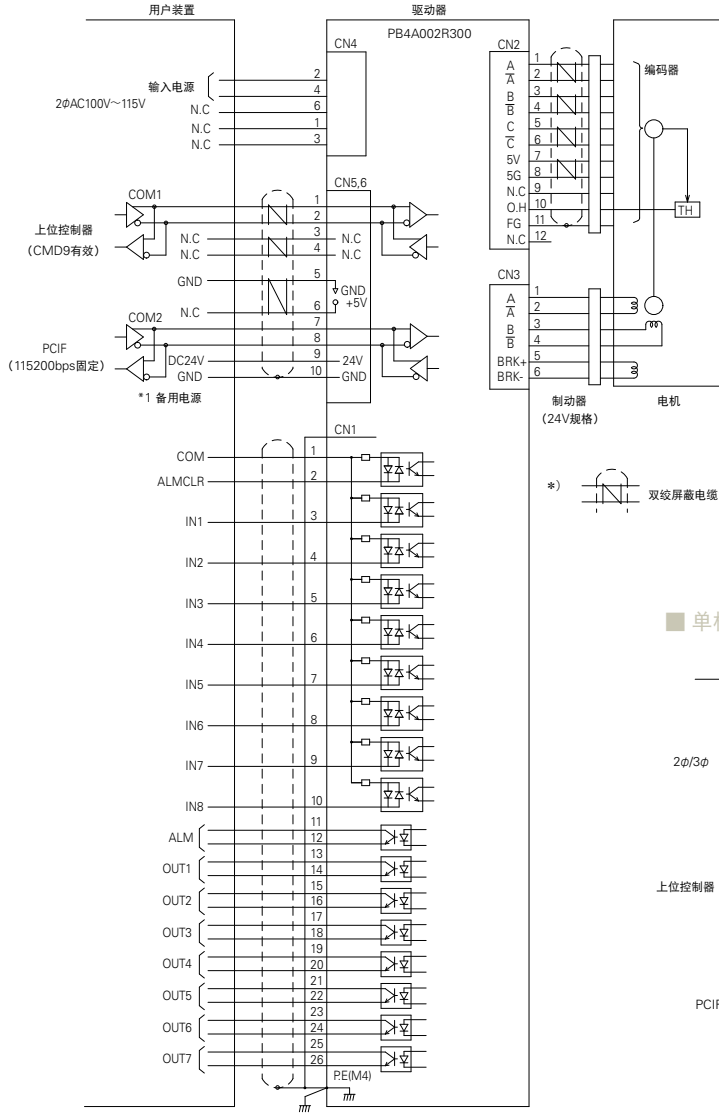 用户装置
驱动器
PB4A002R300
CN4
输入电源
2ϕAC100V～115V
2
4
N.C 6
N.C 1
N.C 3
CN2
A 1
A̅ 2
B 3
B̅ 4
C 5
C̅ 6
5V 7
5G 8
N.C 9
O.H 10
FG 11
N.C 12
编码器
TH
CN5,6
COM1
上位控制器
(CMD9有效)
1
2
N.C 3 N.C
N.C 4 N.C
GND 5 GND
N.C 6 +5V
COM2
PCIF
(115200bps固定)
7
8
DC24V 9 24V
GND 10 GND
*1 备用电源
CN3
A 1
A̅ 2
B 3
B̅ 4
BRK+ 5
BRK- 6
制动器
(24V规格)
电机
*)
双绞屏蔽电缆
CN1
COM 1
ALMCLR 2
IN1 3
IN2 4
IN3 5
IN4 6
IN5 7
IN6 8
IN7 9
IN8 10
ALM 11
12
OUT1 13
14
OUT2 15
16
OUT3 17
18
OUT4 19
20
OUT5 21
22
OUT6 23
24
OUT7 25
26
P.E(M4)
■ 单
2ϕ/3ϕ
上位控制器
PCIF